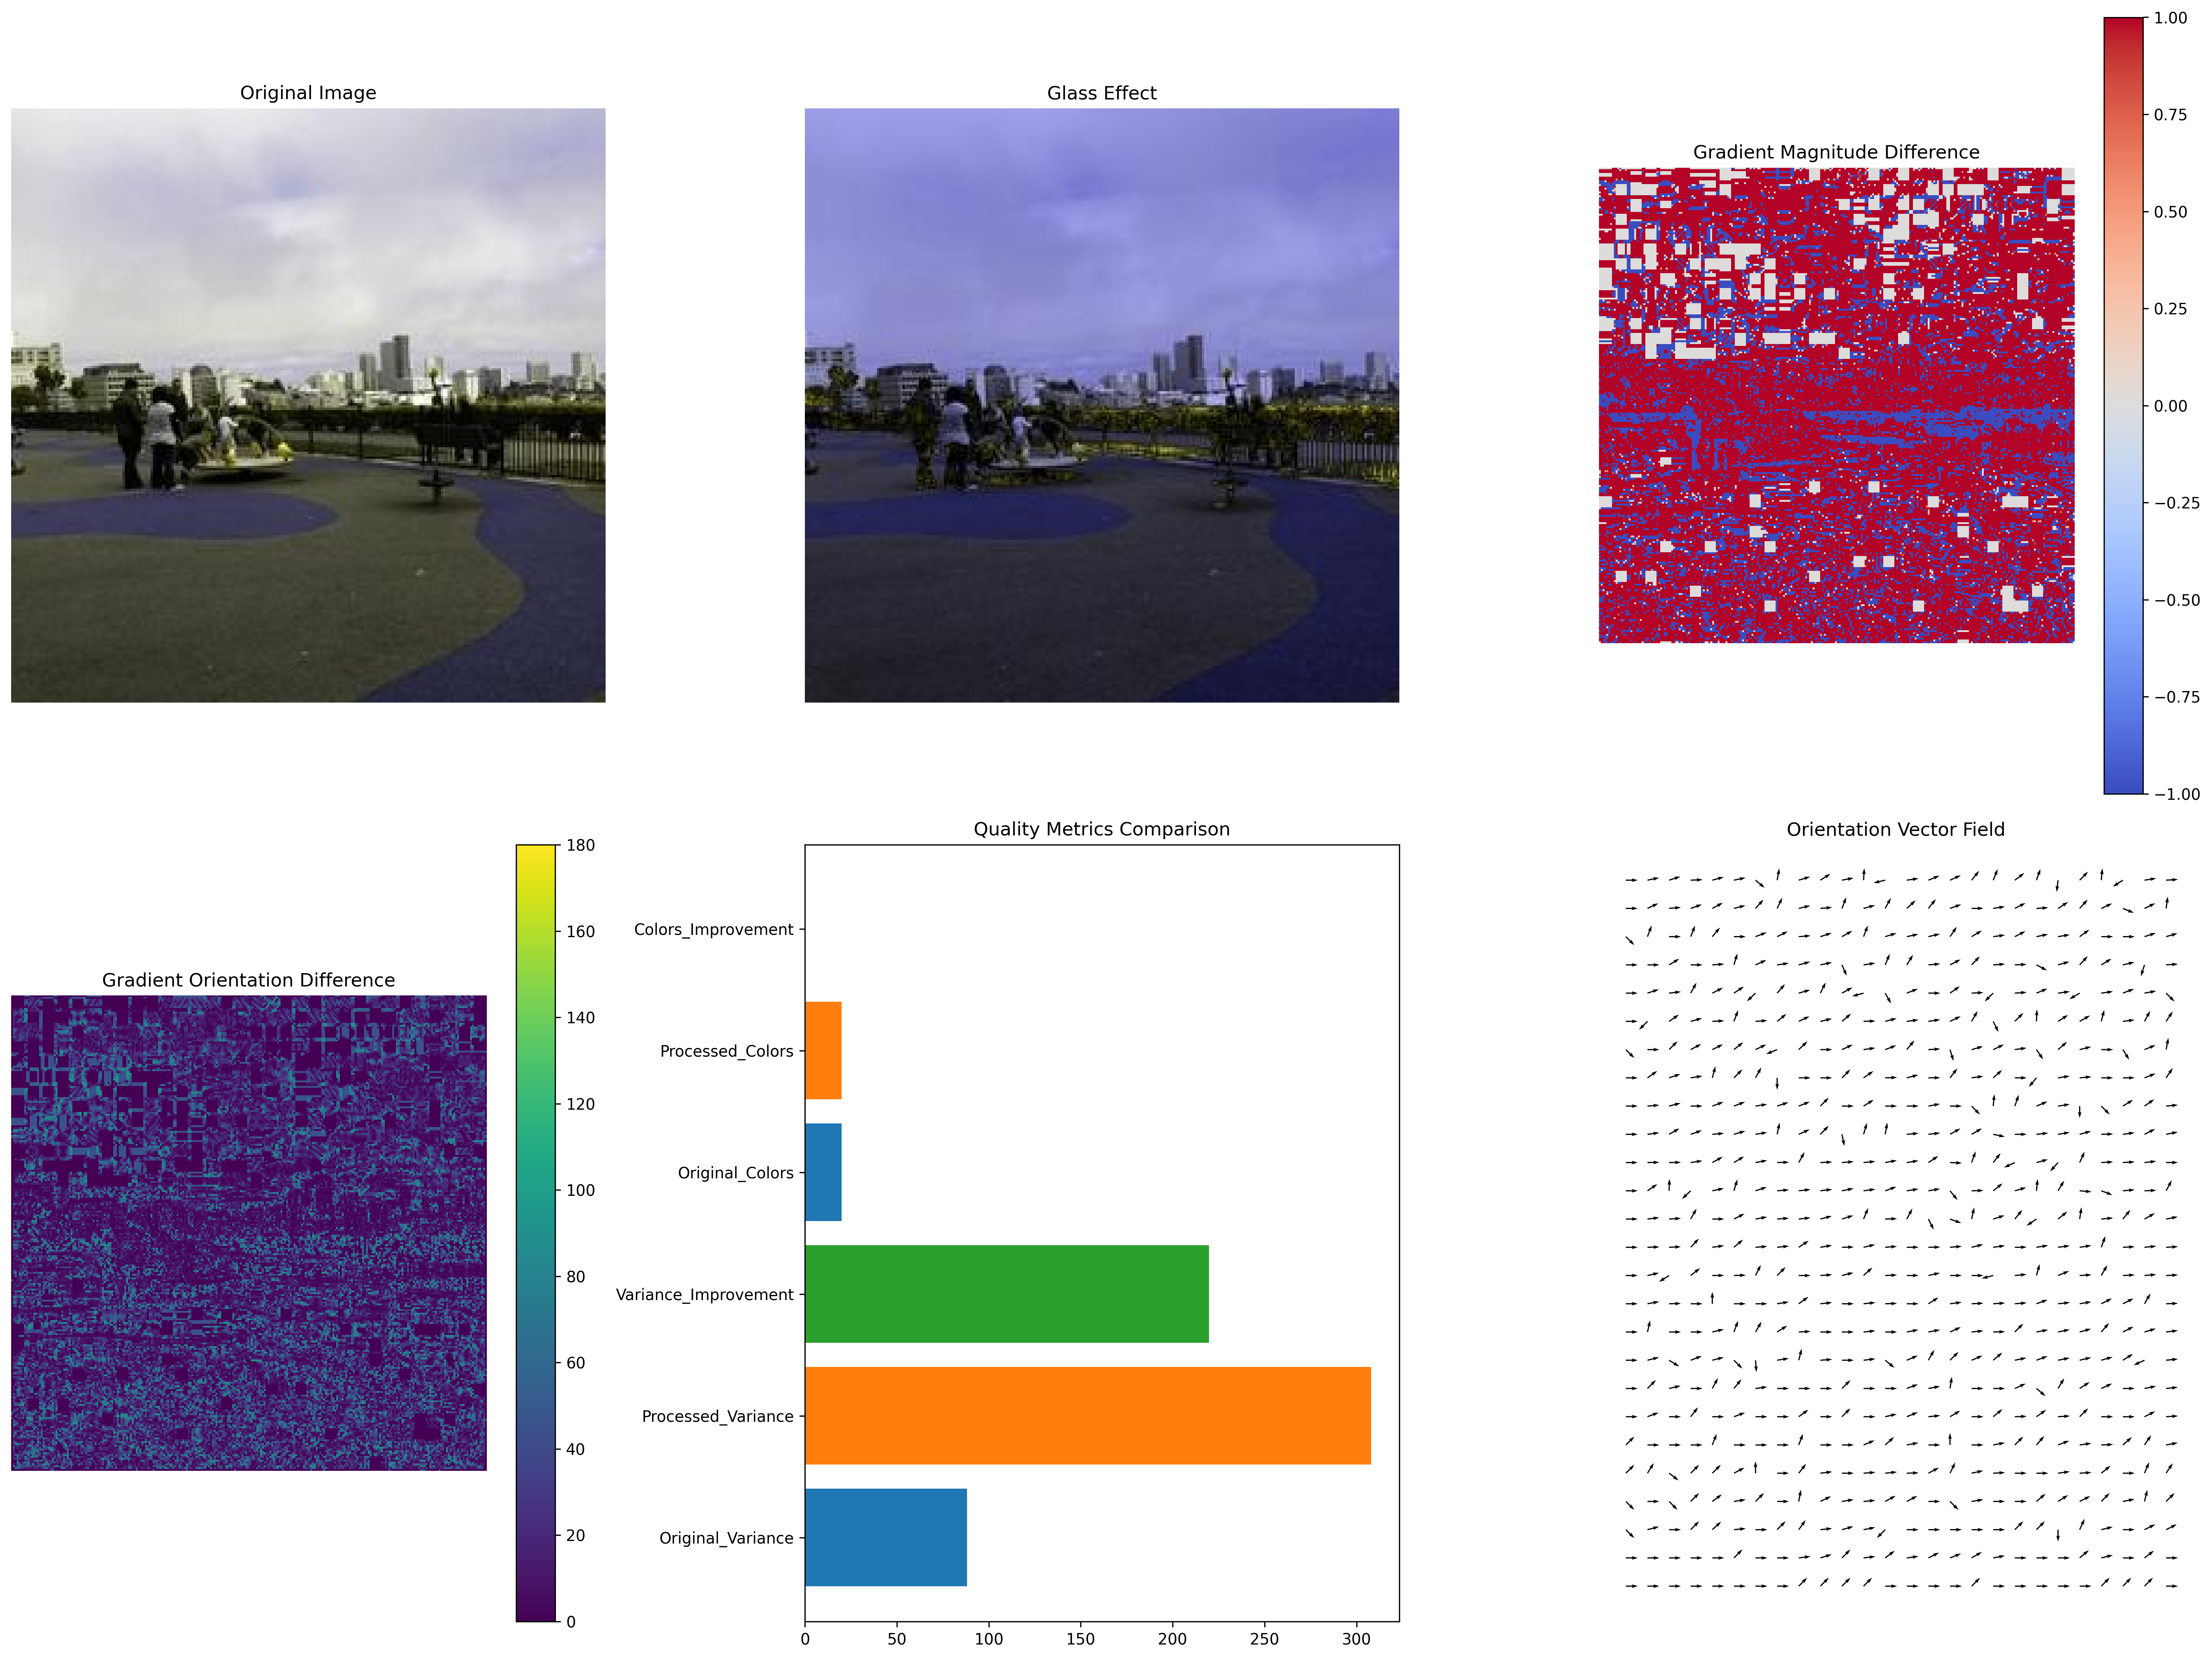 Original Image
Glass Effect
Gradient Magnitude Difference
1.00
0.75
0.50
0.25
0.00
−0.25
−0.50
−0.75
−1.00
Gradient Orientation Difference
180
160
140
120
100
80
60
40
20
0
Quality Metrics Comparison
Colors_Improvement
Processed_Colors
Original_Colors
Variance_Improvement
Processed_Variance
Original_Variance
0 50 100 150 200 250 300
Orientation Vector Field